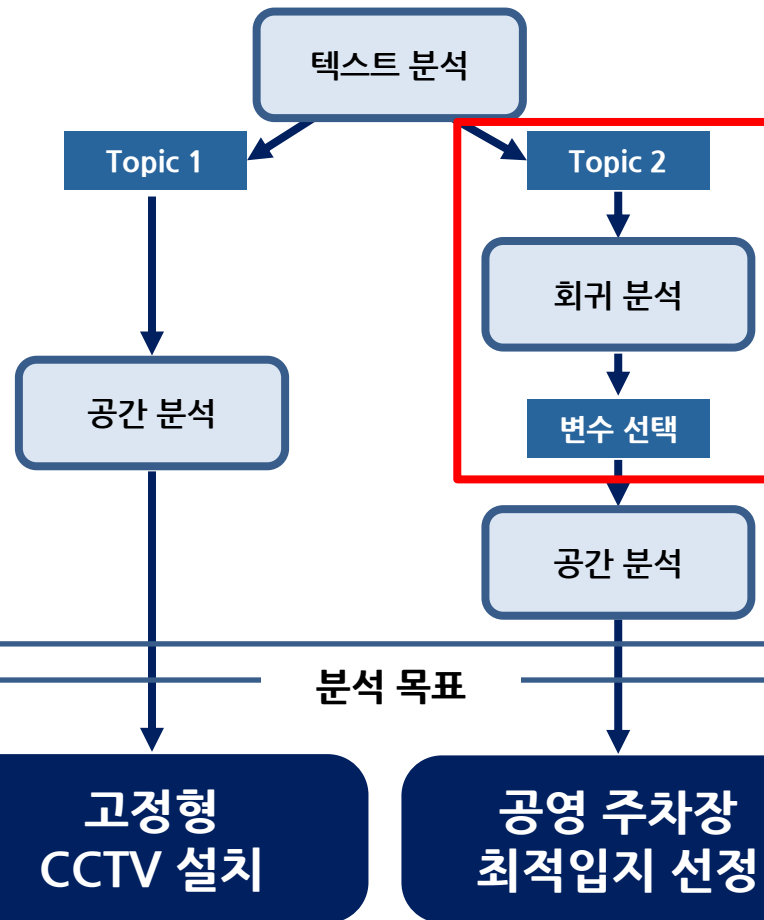 텍스트 분석
Topic 1
Topic 2
회귀 분석
공간 분석
변수 선택
공간 분석
분석 목표
고정형
CCTV 설치
공영 주차장
최적입지 선정